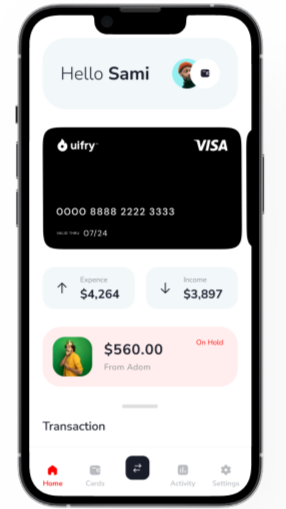 Hello Sami
uifry
VISA
0000 8888 2222 3333
VALID THRU 07/24
Expence
$4,264
Income
$3,897
$560.00
On Hold
From Adom
Transaction
Home
Cards
Activity
Settings